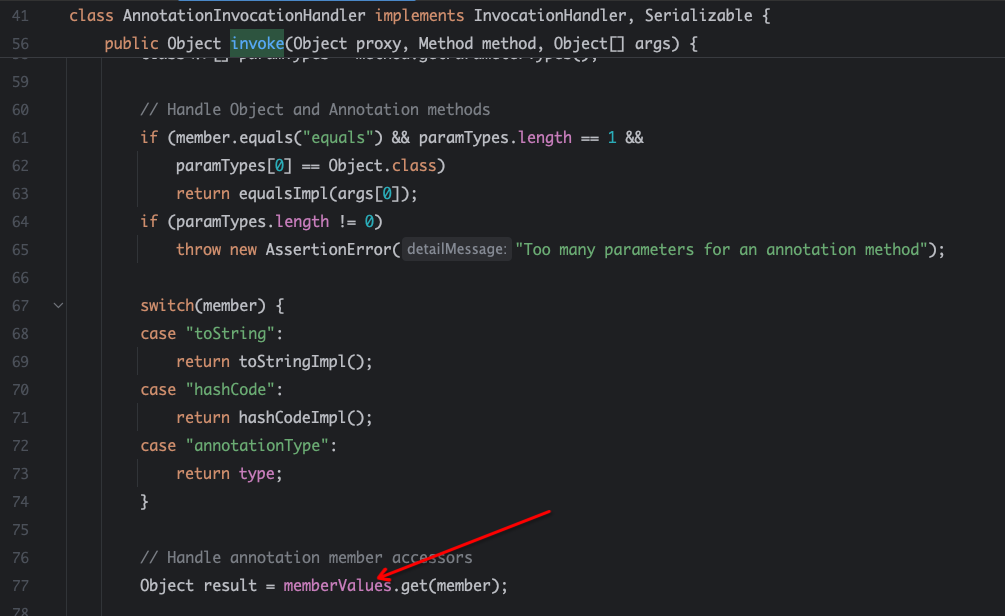 41 class AnnotationInvocationHandler implements InvocationHandler, Serializable {
56 public Object invoke(Object proxy, Method method, Object[] args) {
59
60 // Handle Object and Annotation methods
61 if (member.equals("equals") && paramTypes.length == 1 &&
62 paramTypes[0] == Object.class)
63 return equalsImpl(args[0]);
64 if (paramTypes.length != 0)
65 throw new AssertionError( detailMessage: "Too many parameters for an annotation method");
66
67 switch(member) {
68 case "toString":
69 return toStringImpl();
70 case "hashCode":
71 return hashCodeImpl();
72 case "annotationType":
73 return type;
74 }
75
76 // Handle annotation member accessors
77 Object result = memberValues.get(member);
78